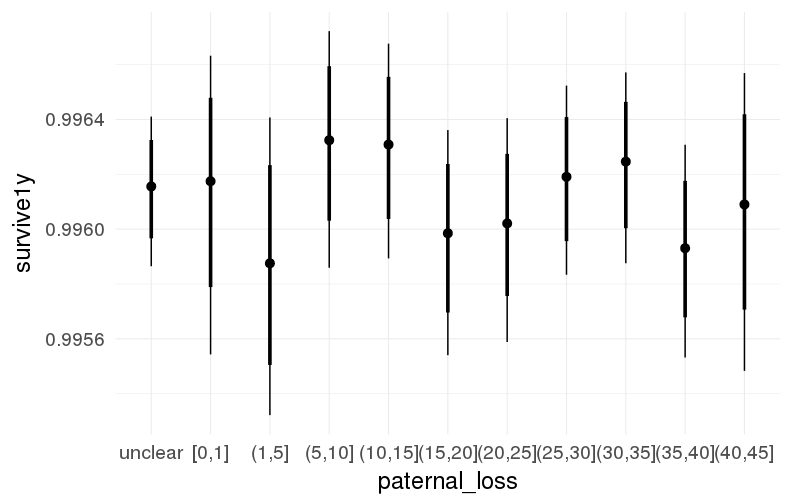 survive1y
0.9964
0.9960
0.9956
unclear [0,1] (1,5] (5,10] (10,15] (15,20] (20,25] (25,30] (30,35] (35,40] (40,45]
paternal_loss